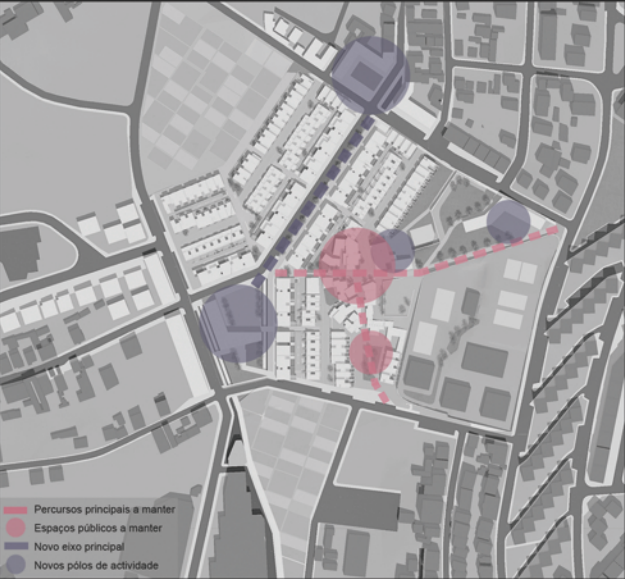 Percursos principais a manter
Espaços públicos a manter
Novo eixo principal
Novos pólos de actividade